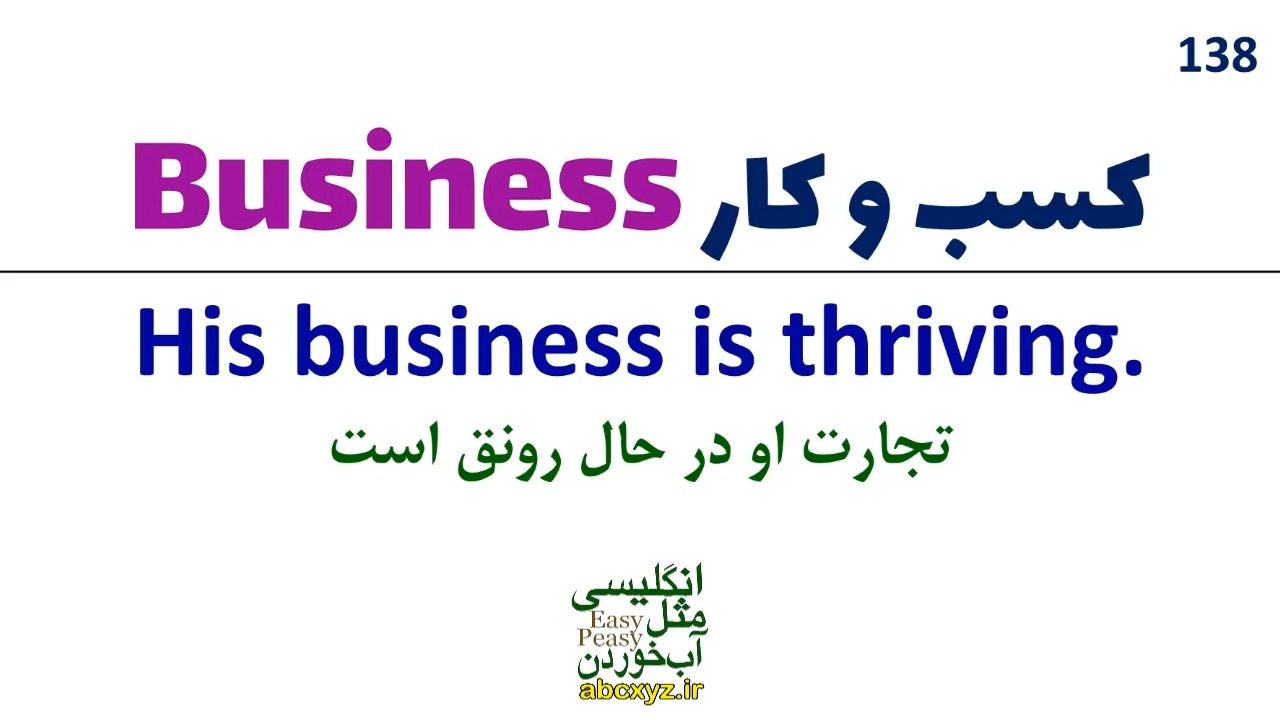 138
Business کسب و کار
His business is thriving.
تجارت او در حال رونق است
انگلیسی
مثل Easy
Peasy
آب‌خوردن
abcxyz.ir